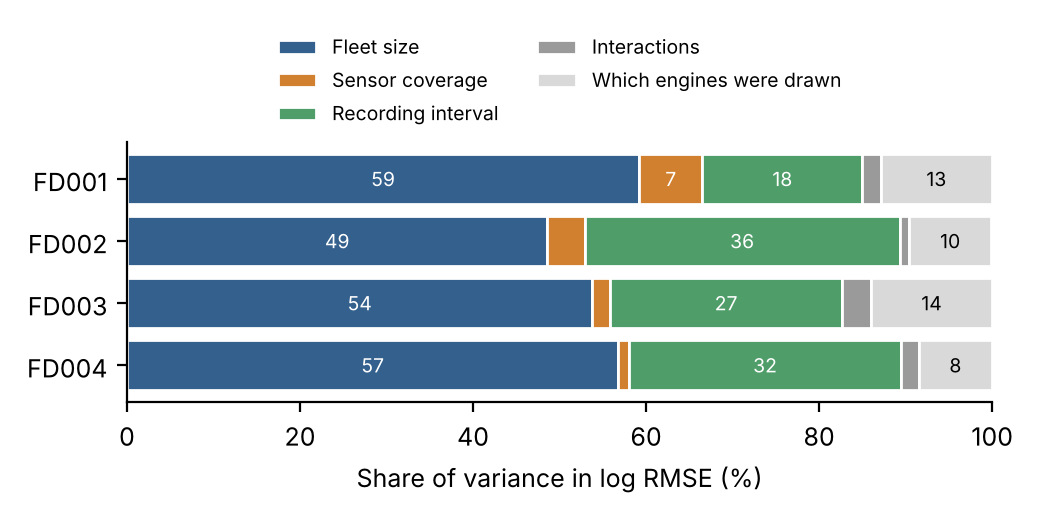 Fleet size
Sensor coverage
Recording interval
Interactions
Which engines were drawn
FD001 59 7 18 13
FD002 49 36 10
FD003 54 27 14
FD004 57 32 8
0 20 40 60 80 100
Share of variance in log RMSE (%)